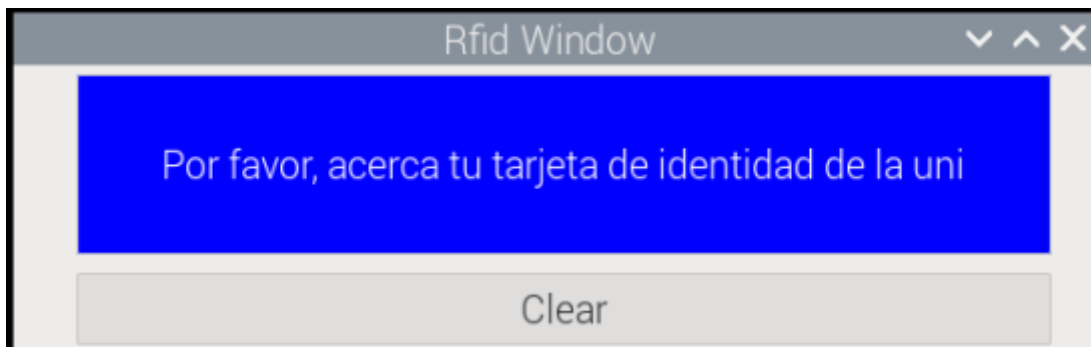 Rfid Window
Por favor, acerca tu tarjeta de identidad de la uni
Clear